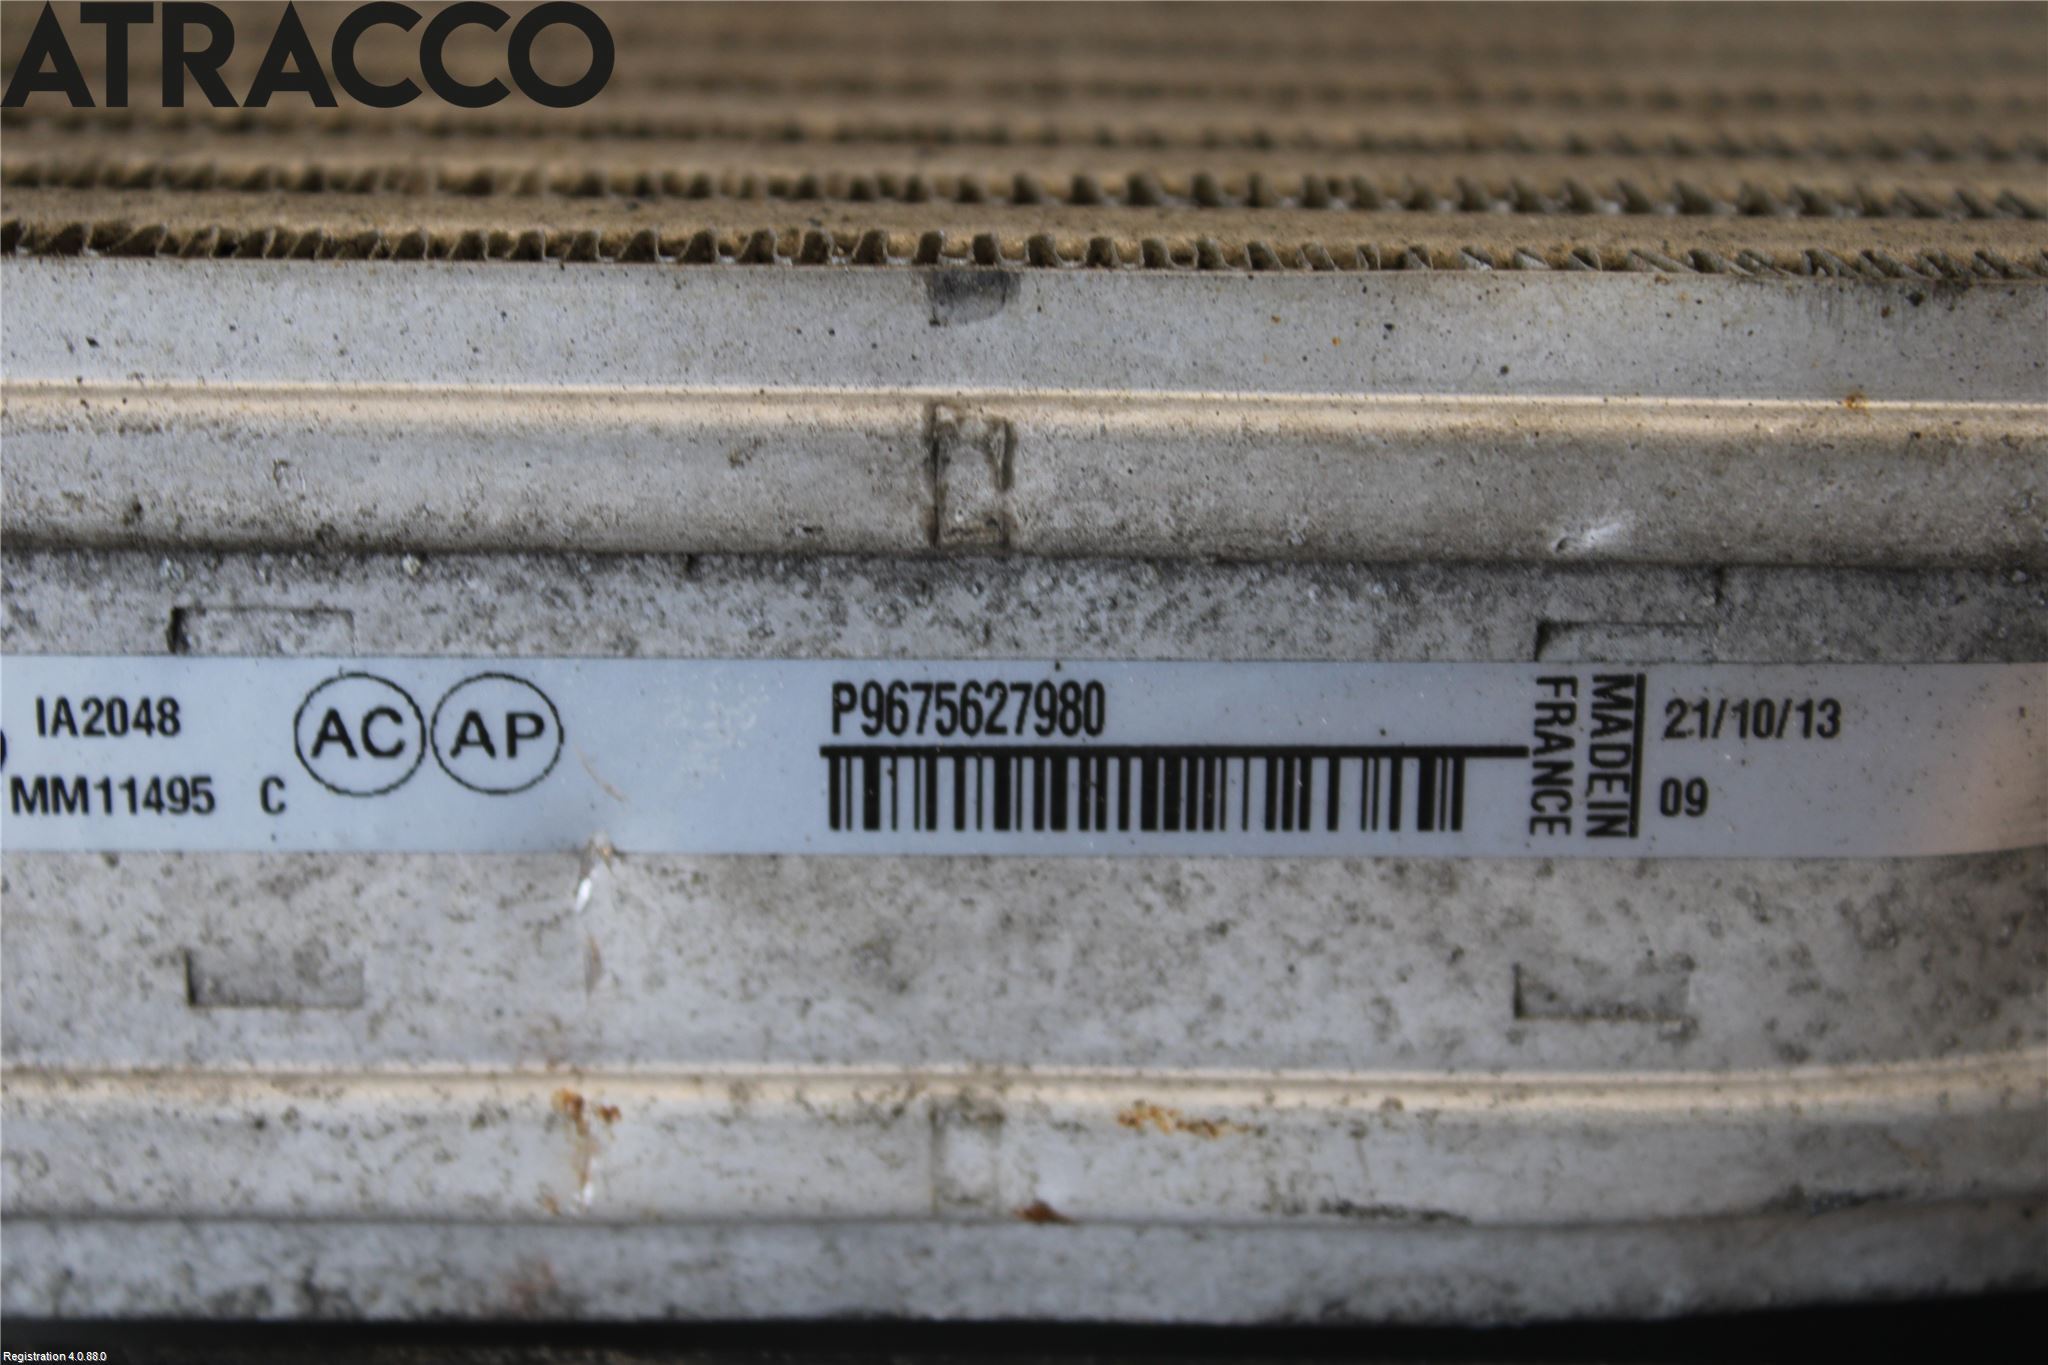 ATRACCO
IA2048
MM11495 C
AC AP
P9675627980
MADE IN
FRANCE
21/10/13
09
Registration 4.0.88.0